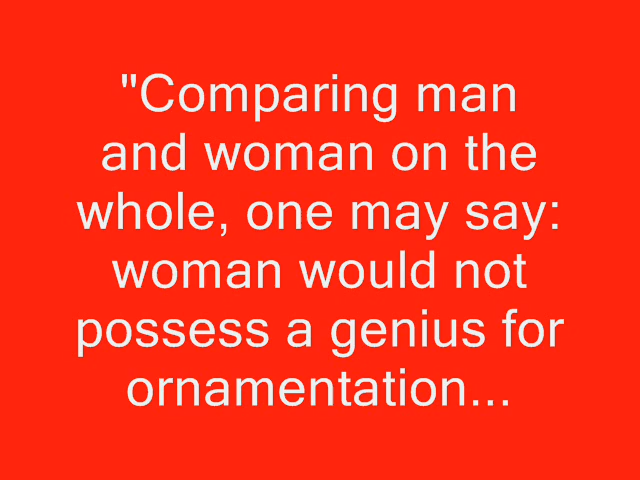 "Comparing man
and woman on the
whole, one may say:
woman would not
possess a genius for
ornamentation...